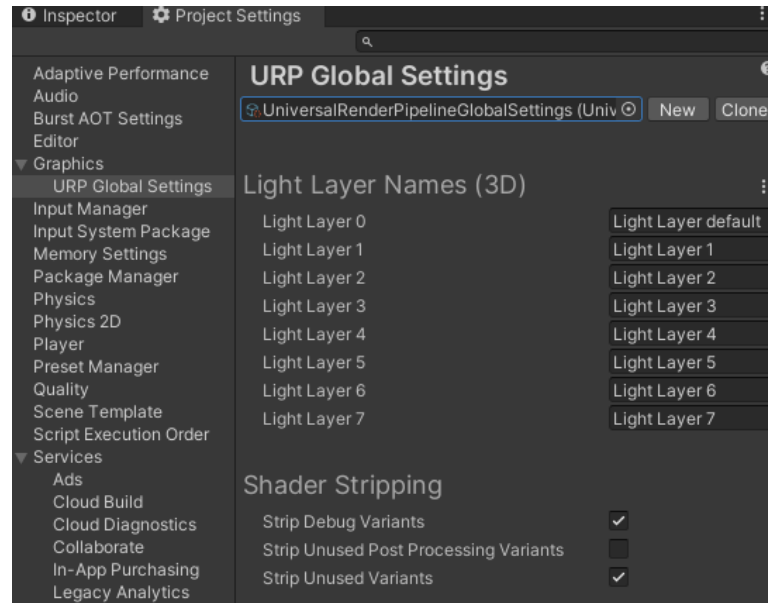 Inspector
Project Settings
Adaptive Performance
Audio
Burst AOT Settings
Editor
Graphics
URP Global Settings
Input Manager
Input System Package
Memory Settings
Package Manager
Physics
Physics 2D
Player
Preset Manager
Quality
Scene Template
Script Execution Order
Services
Ads
Cloud Build
Cloud Diagnostics
Collaborate
In-App Purchasing
Legacy Analytics
URP Global Settings
UniversalRenderPipelineGlobalSettings (Univ
New
Clone
Light Layer Names (3D)
Light Layer 0 Light Layer default
Light Layer 1 Light Layer 1
Light Layer 2 Light Layer 2
Light Layer 3 Light Layer 3
Light Layer 4 Light Layer 4
Light Layer 5 Light Layer 5
Light Layer 6 Light Layer 6
Light Layer 7 Light Layer 7
Shader Stripping
Strip Debug Variants
Strip Unused Post Processing Variants
Strip Unused Variants